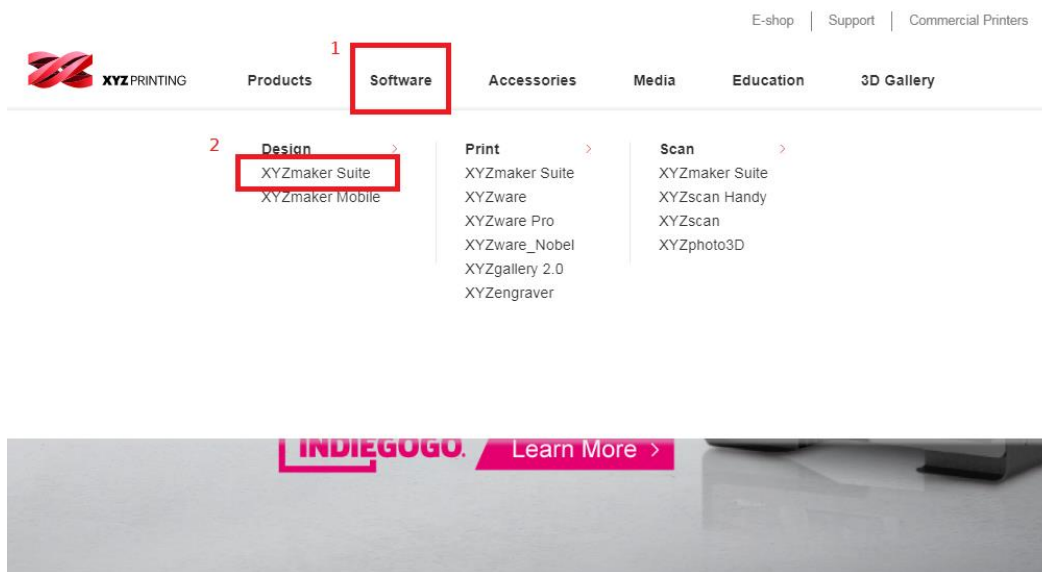 E-shop | Support | Commercial Printers
1
XYZPRINTING Products Software Accessories Media Education 3D Gallery
2
Design >
XYZmaker Suite
XYZmaker Mobile
Print >
XYZmaker Suite
XYZware
XYZware Pro
XYZware_Nobel
XYZgallery 2.0
XYZengraver
Scan >
XYZmaker Suite
XYZscan Handy
XYZscan
XYZphoto3D
INDIEGOGO. Learn More >